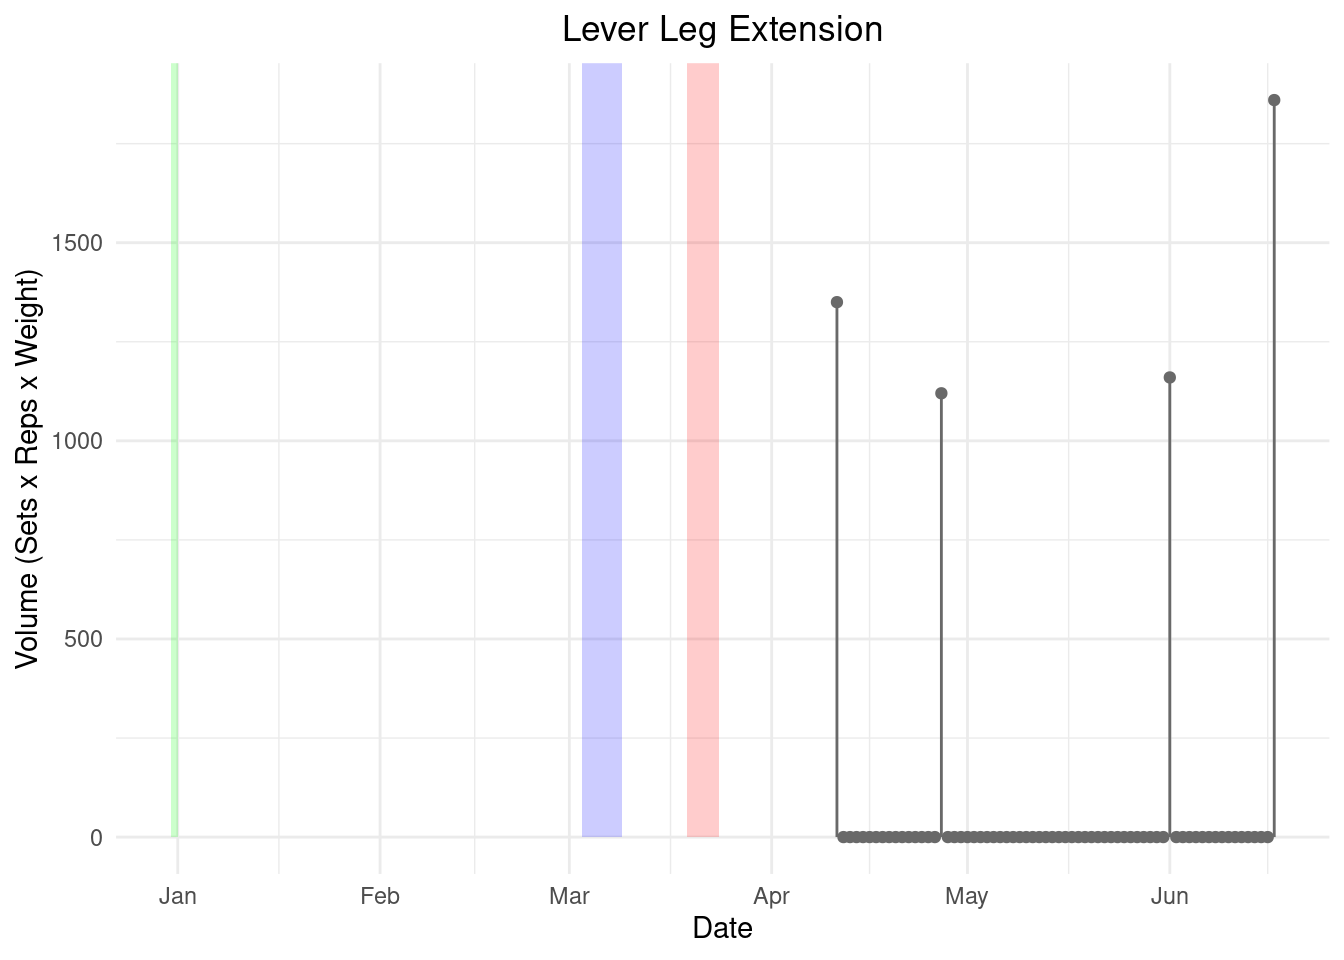 Lever Leg Extension
Volume (Sets x Reps x Weight)
1500
1000
500
0
Jan Feb Mar Apr May Jun
Date